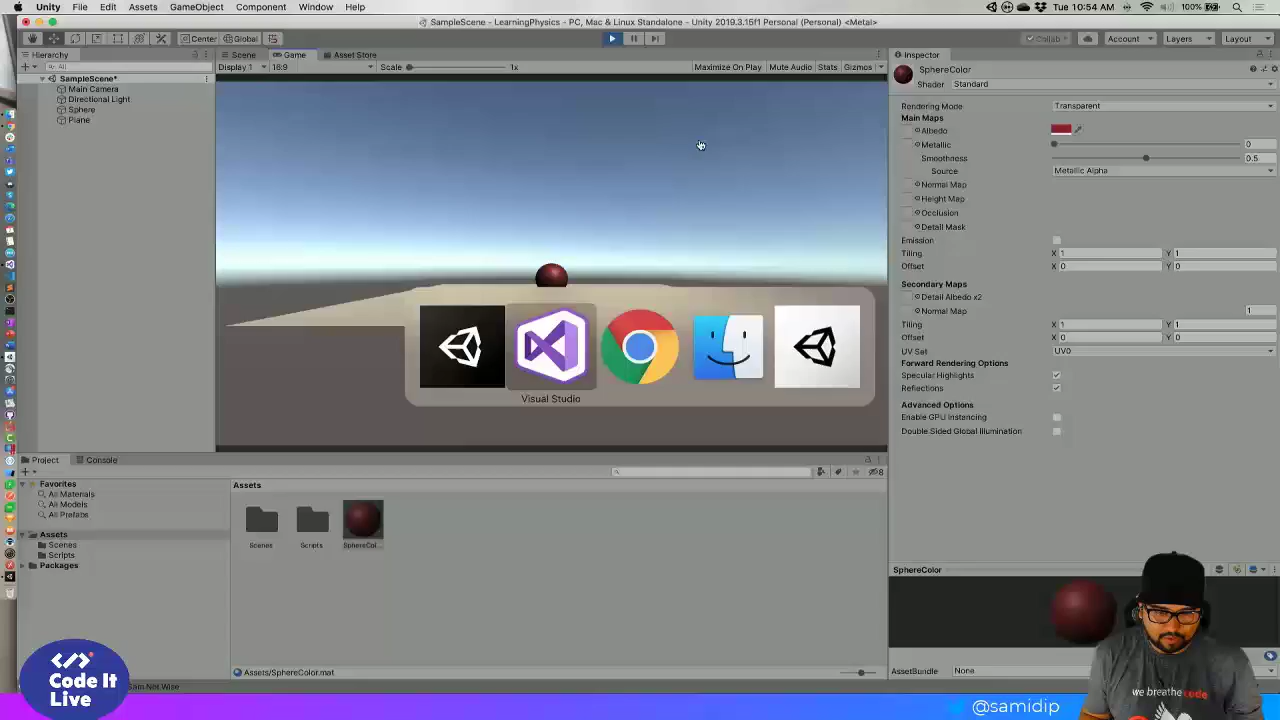 Unity File Edit Assets GameObject Component Window Help
100% Tue 10:54 AM
SampleScene - LearningPhysics - PC, Mac & Linux Standalone - Unity 2019.3.15f1 Personal (Personal) <Metal>
Center Global Collab Account Layers Layout
Hierarchy Scene Game Asset Store Inspector
All Display 1 16:9 Scale 1x Maximize On Play Mute Audio Stats Gizmos SphereColor
SampleScene* Shader Standard
Main Camera
Directional Light
Sphere
Plane
Rendering Mode Transparent
Main Maps
Albedo
Metallic 0
Smoothness 0.5
Source Metallic Alpha
Normal Map
Height Map
Occlusion
Detail Mask
Emission
Tiling X 1 Y 1
Offset X 0 Y 0
Secondary Maps
Detail Albedo x2
Normal Map 1
Tiling X 1 Y 1
Offset X 0 Y 0
UV Set UV0
Forward Rendering Options
Specular Highlights
Reflections
Advanced Options
Enable GPU Instancing
Double Sided Global Illumination
Visual Studio
Project Console
8
Favorites
All Materials
All Models
All Prefabs
Assets
Scenes
Scripts
Packages
Assets
Scenes Scripts SphereCol...
Assets/SphereColor.mat
SphereColor
AssetBundle None
Sam Not Wise
</> Code It Live
we breathe code
@samidip